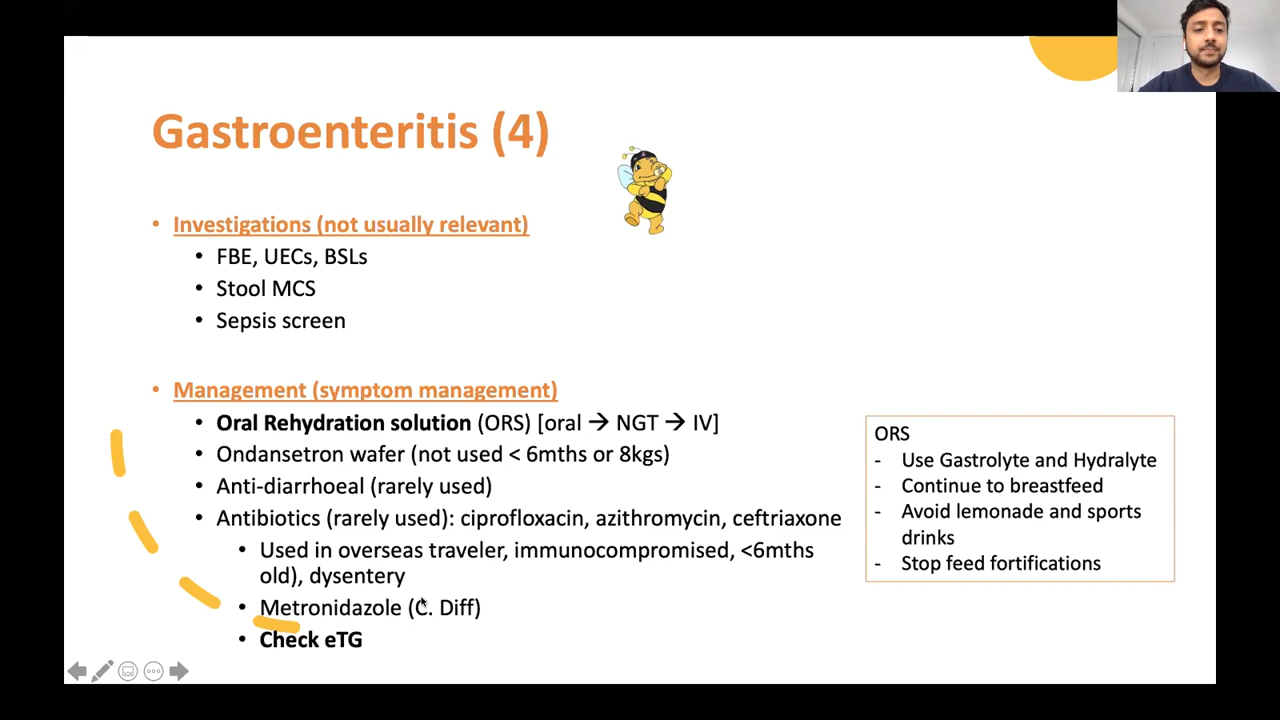 Gastroenteritis (4)
• Investigations (not usually relevant)
• FBE, UECs, BSLs
• Stool MCS
• Sepsis screen
• Management (symptom management)
• Oral Rehydration solution (ORS) [oral → NGT → IV]
• Ondansetron wafer (not used < 6mths or 8kgs)
• Anti-diarrhoeal (rarely used)
• Antibiotics (rarely used): ciprofloxacin, azithromycin, ceftriaxone
• Used in overseas traveler, immunocompromised, <6mths
old), dysentery
• Metronidazole (C. Diff)
• Check eTG
ORS
- Use Gastrolyte and Hydralyte
- Continue to breastfeed
- Avoid lemonade and sports
drinks
- Stop feed fortifications